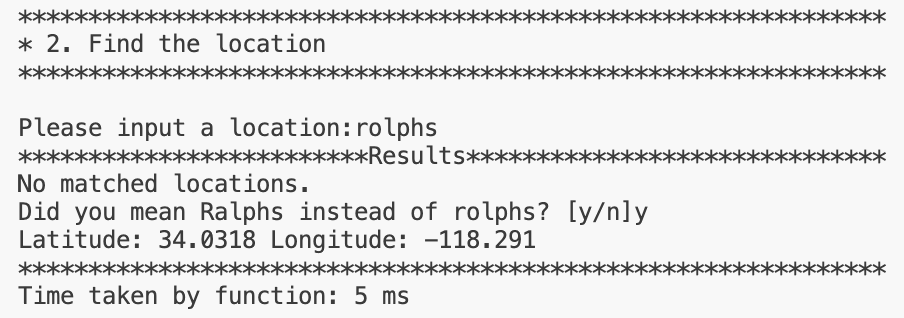 **************************************************************
* 2. Find the location
**************************************************************
Please input a location:rolphs
*************************Results******************************
No matched locations.
Did you mean Ralphs instead of rolphs? [y/n]y
Latitude: 34.0318 Longitude: -118.291
**************************************************************
Time taken by function: 5 ms